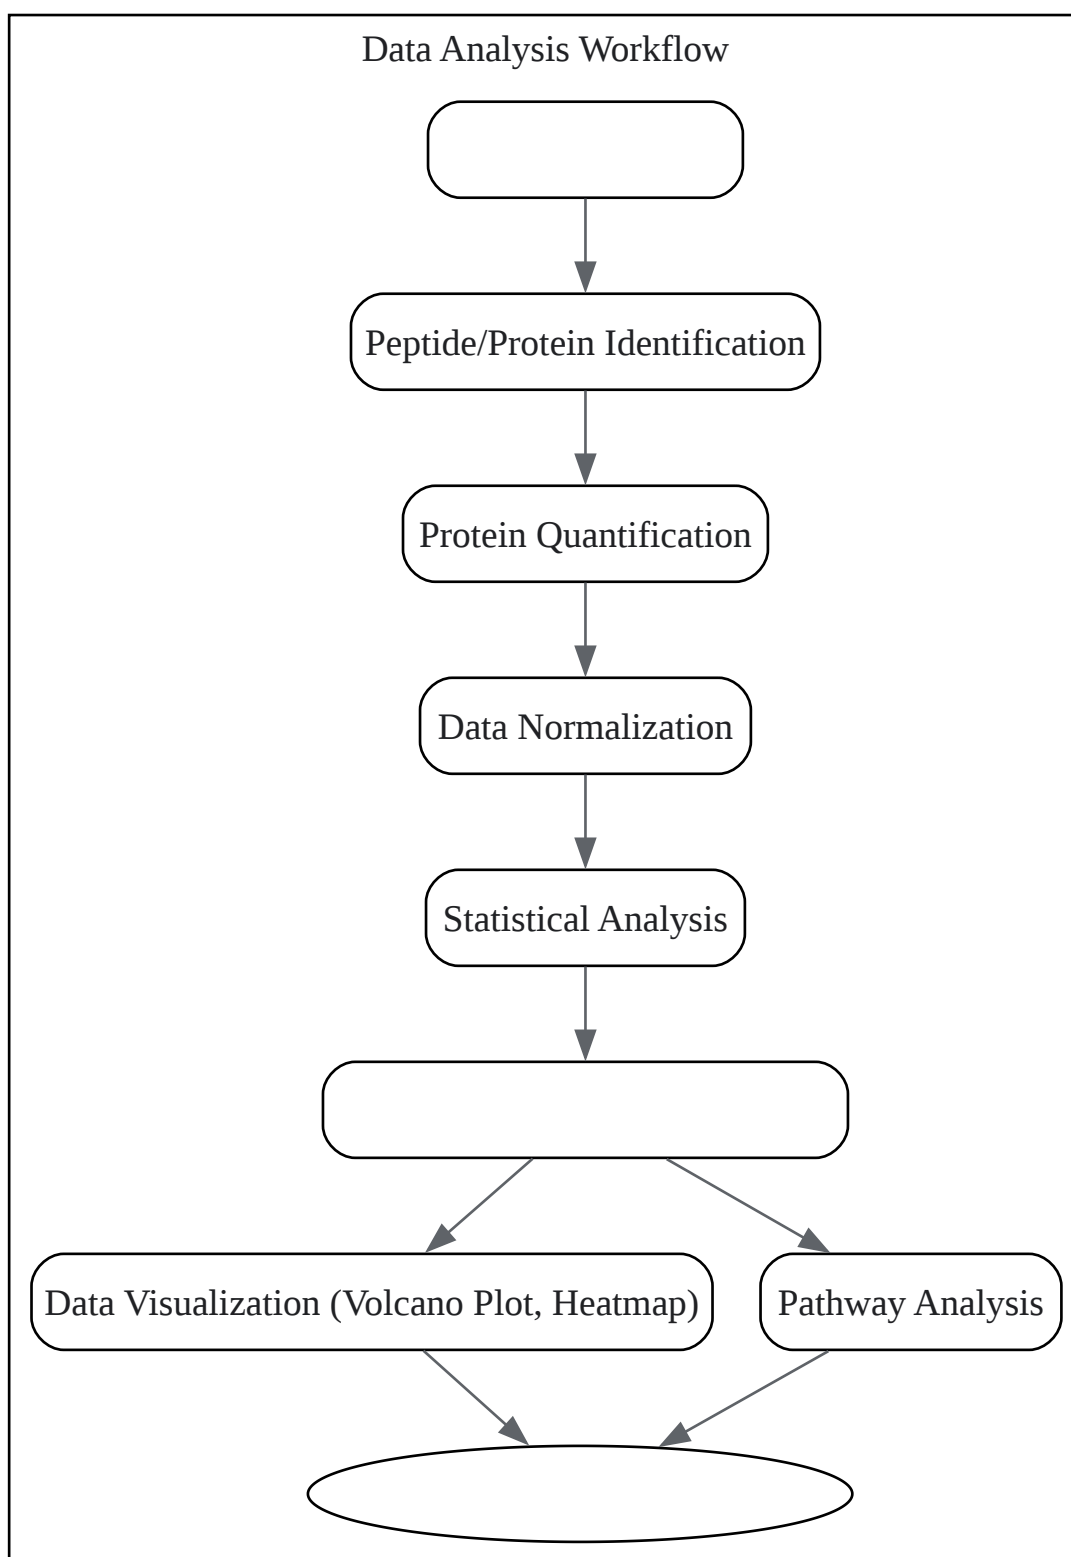 Data Analysis Workflow
Peptide/Protein Identification
Protein Quantification
Data Normalization
Statistical Analysis
Data Visualization (Volcano Plot, Heatmap)
Pathway Analysis